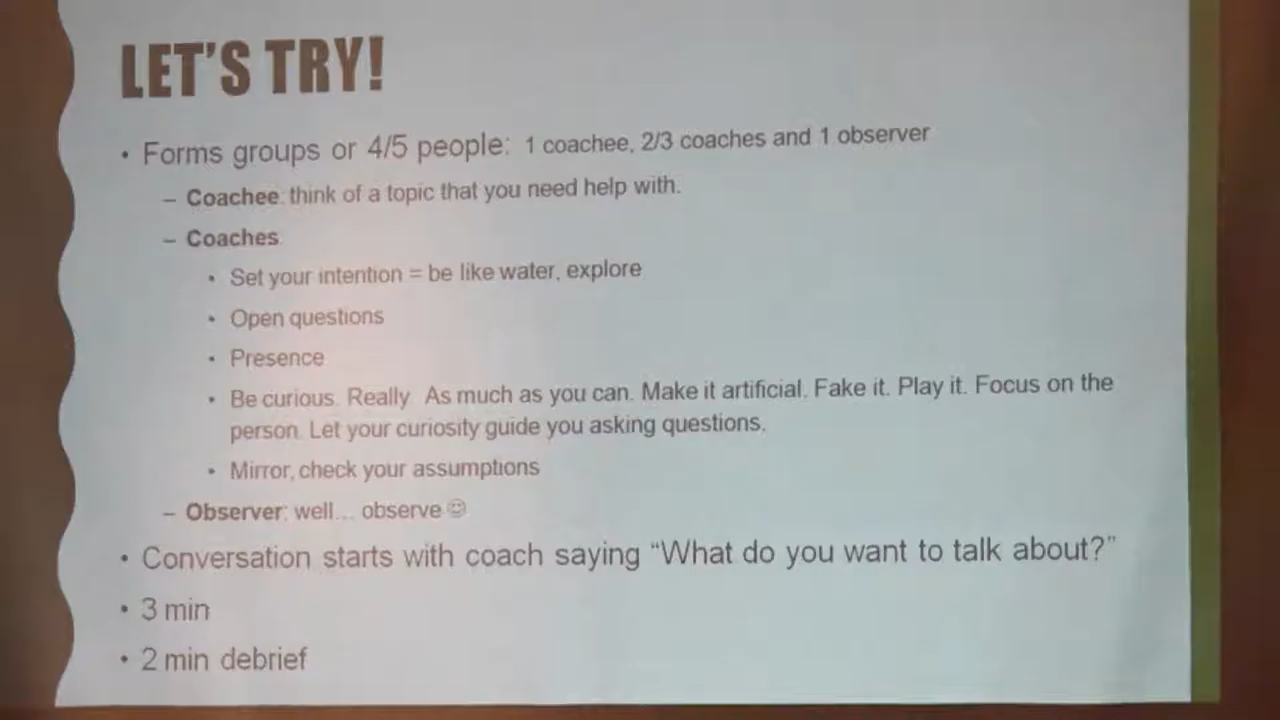 LET'S TRY!
• Forms groups or 4/5 people: 1 coachee, 2/3 coaches and 1 observer
– Coachee: think of a topic that you need help with.
– Coaches
• Set your intention = be like water, explore
• Open questions
• Presence
• Be curious. Really. As much as you can. Make it artificial. Fake it. Play it. Focus on the
person. Let your curiosity guide you asking questions.
• Mirror, check your assumptions
– Observer: well... observe ☺
• Conversation starts with coach saying “What do you want to talk about?”
• 3 min
• 2 min debrief